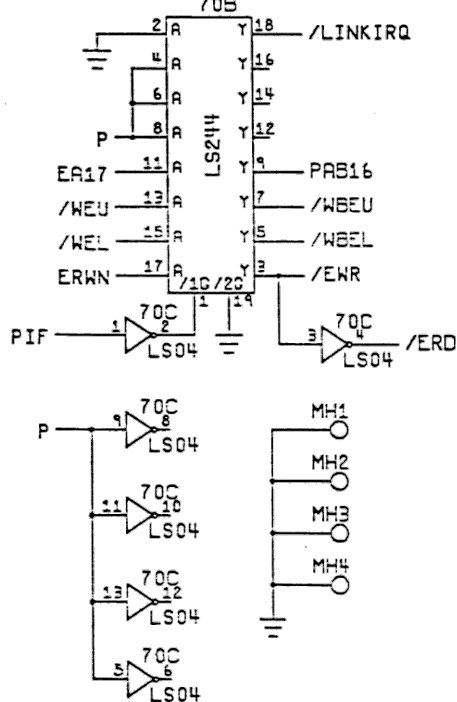 70B
2 A Y 18 /LINKIRQ
4 A Y 16
6 A Y 14
P 8 A Y 12
LS244
EA17 11 A Y 9 PAB16
/WEU 13 A Y 7 /WBEU
/WEL 15 A Y 5 /WBEL
ERWN 17 A Y 3 /EWR
/1G /2G
1 19
70C
PIF 1 2
LS04
70C
3 4 /ERD
LS04
70C
P 9 8
LS04
70C
11 10
LS04
70C
13 12
LS04
70C
5 6
LS04
MH1
MH2
MH3
MH4